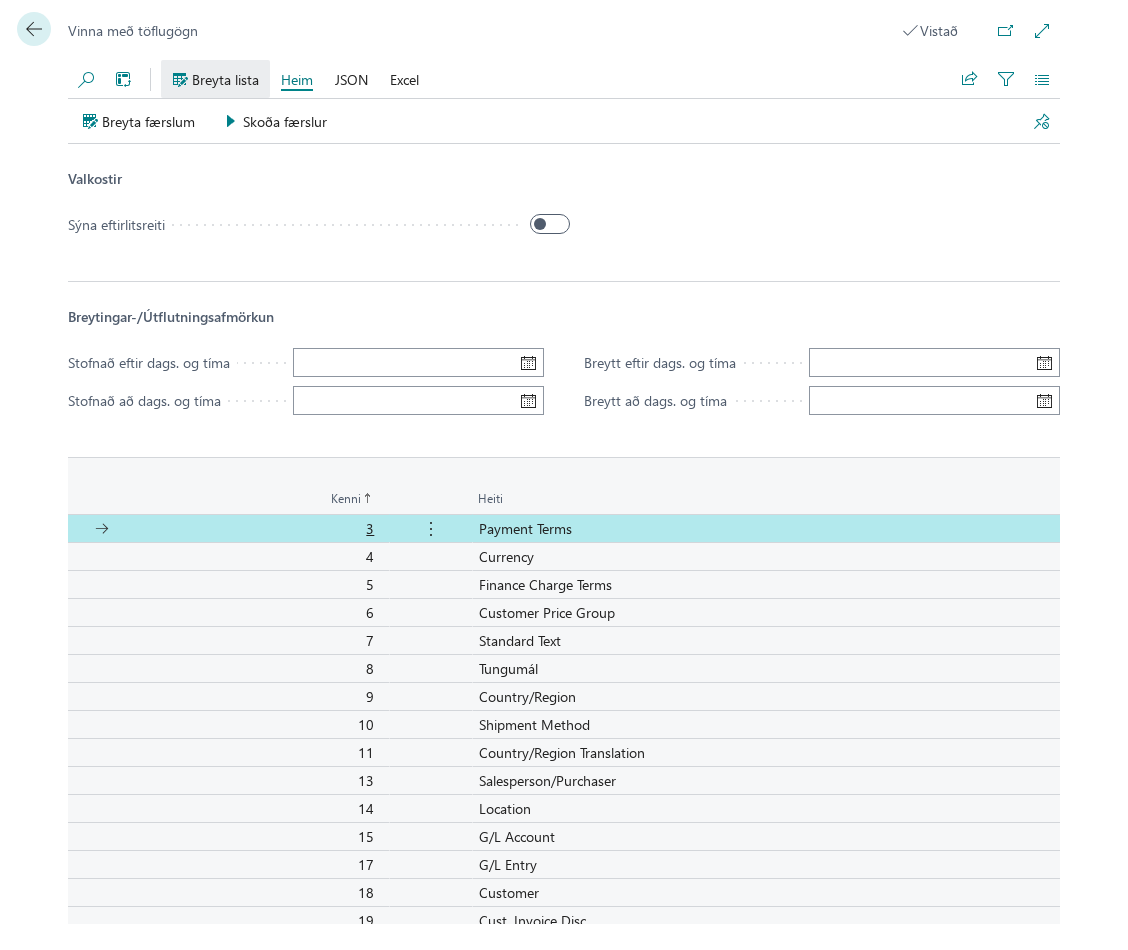 Vinna með töflugögn
Vistað
Breyta lista Heim JSON Excel
Breyta færslum Skoða færslur
Valkostir
Sýna eftirlitsreiti
Breytingar-/Útflutningsafmörkun
Stofnað eftir dags. og tíma
Breytt eftir dags. og tíma
Stofnað að dags. og tíma
Breytt að dags. og tíma
Kenni ↑ Heiti
3 Payment Terms
4 Currency
5 Finance Charge Terms
6 Customer Price Group
7 Standard Text
8 Tungumál
9 Country/Region
10 Shipment Method
11 Country/Region Translation
13 Salesperson/Purchaser
14 Location
15 G/L Account
17 G/L Entry
18 Customer
19 Cust. Invoice Disc.